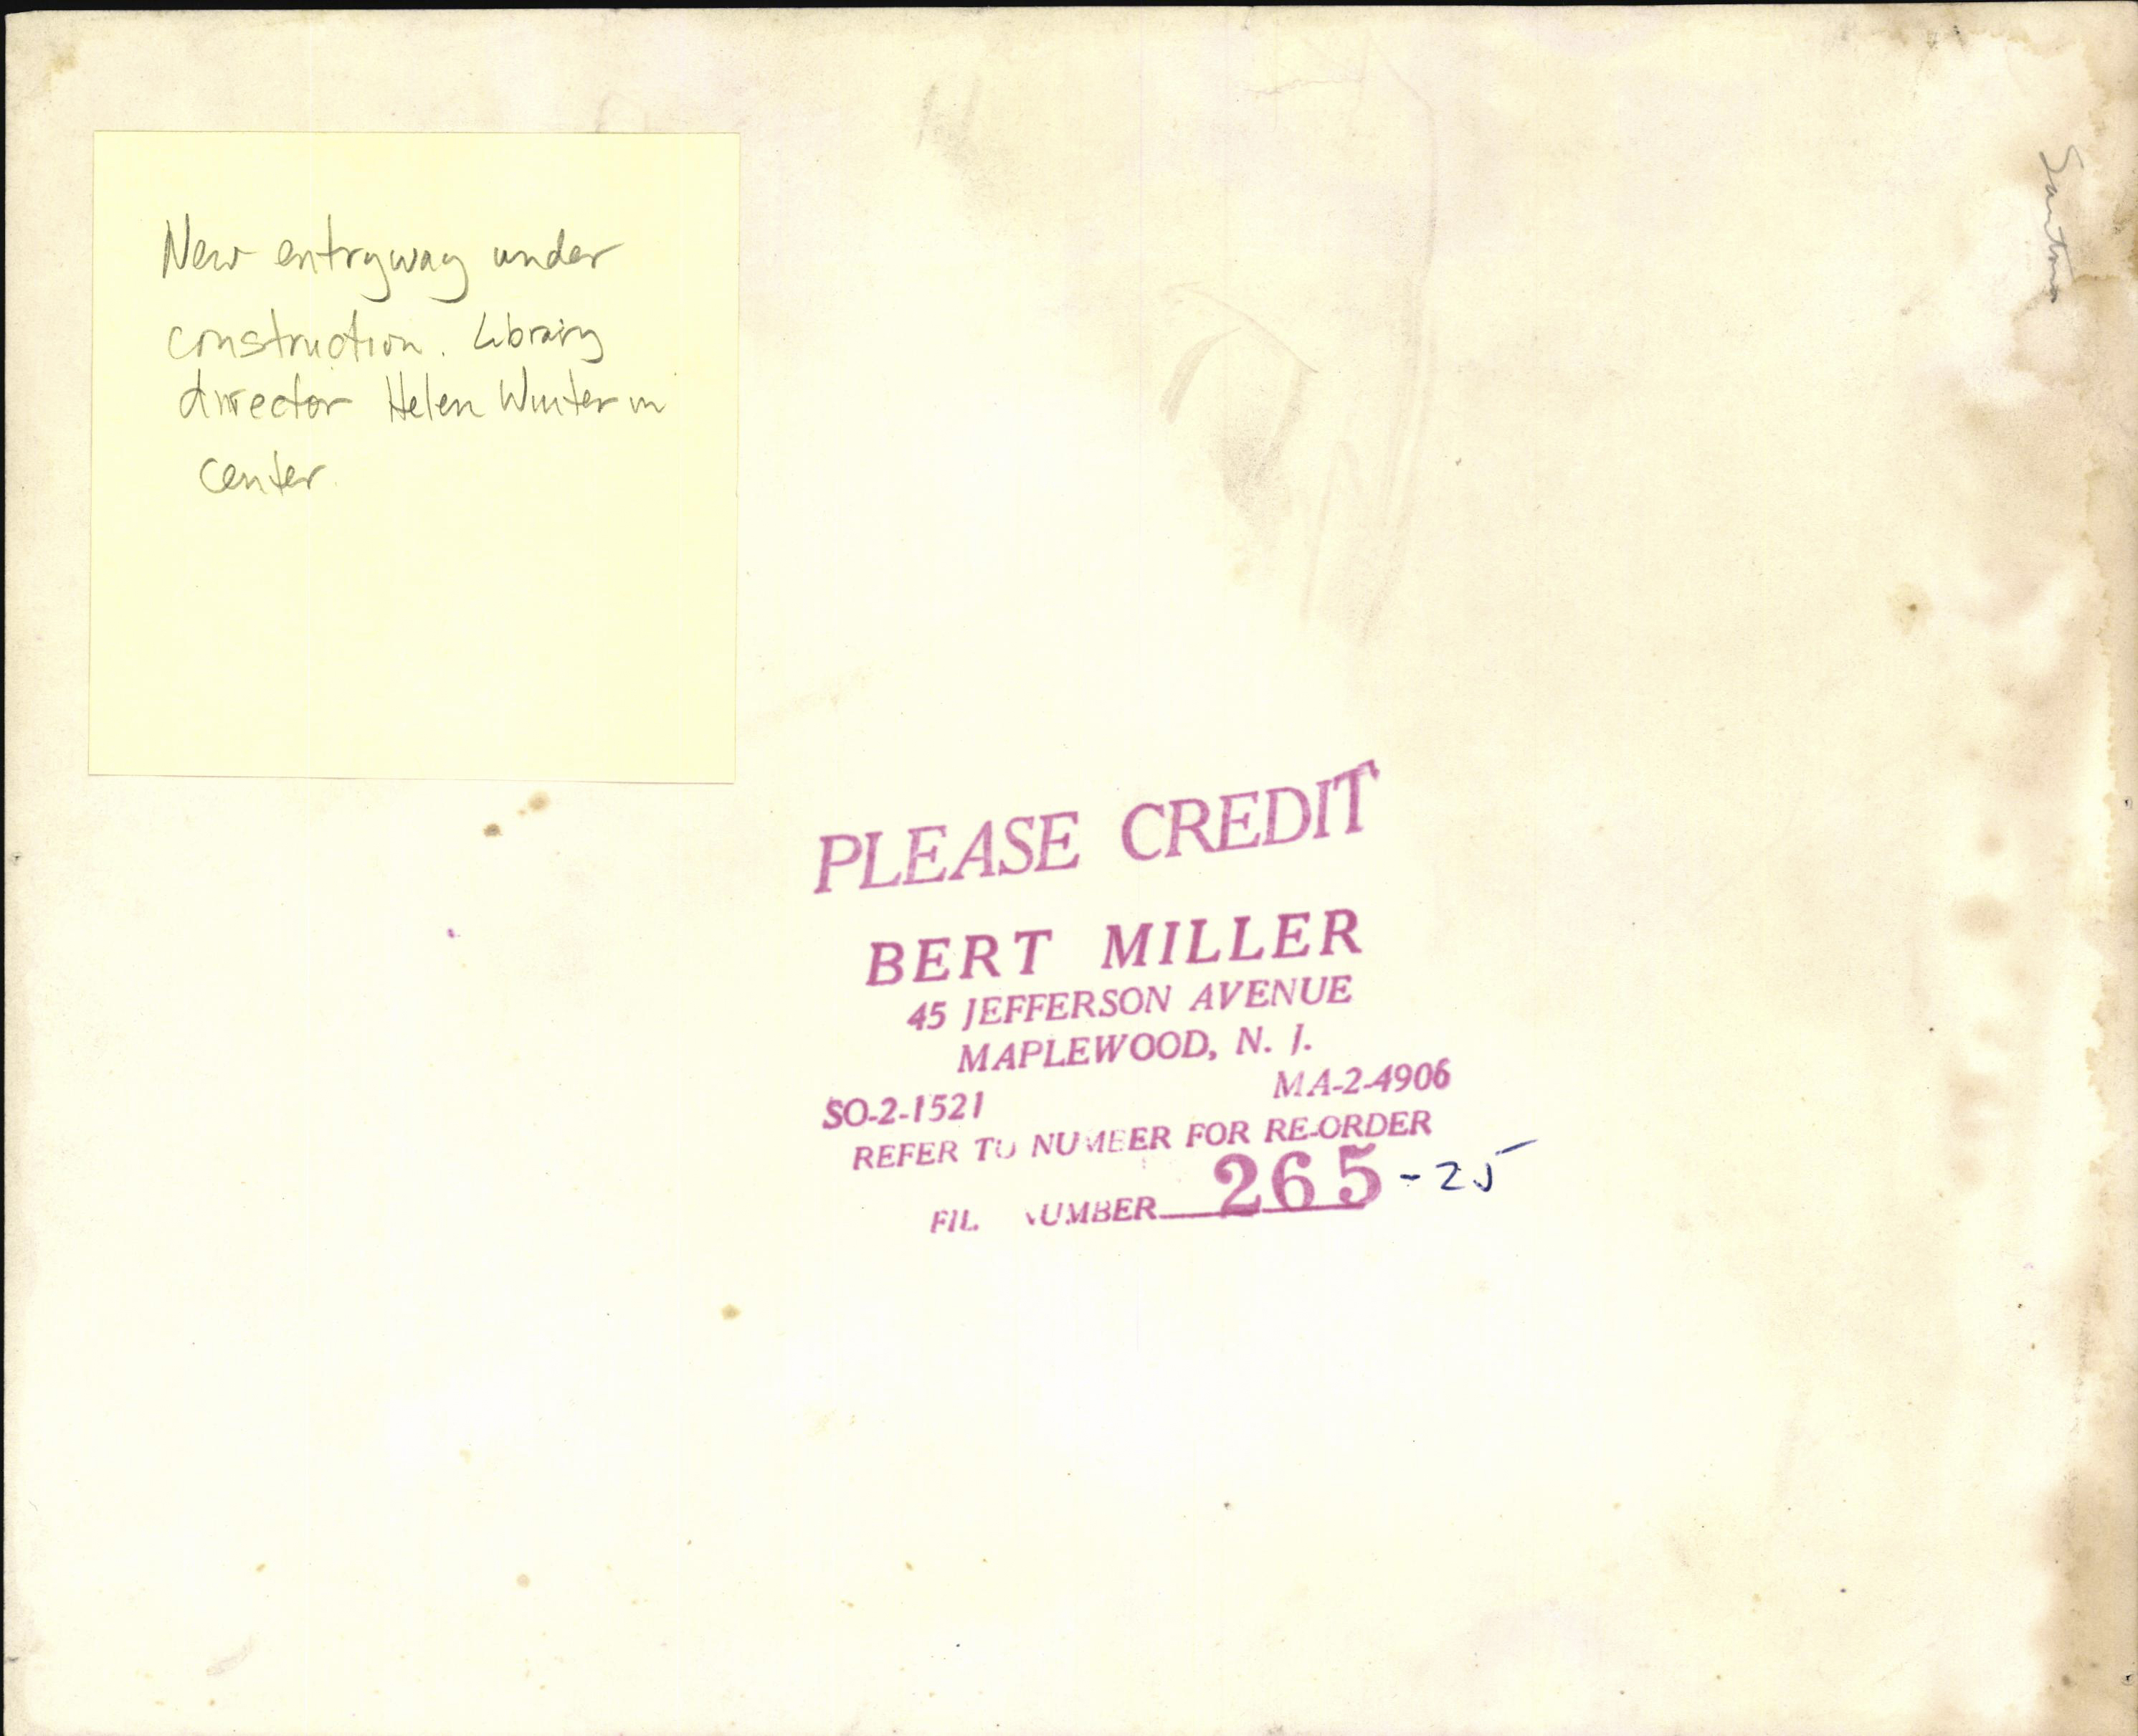 New entryway under
construction. Library
director Helen Winter in
center.
PLEASE CREDIT
BERT MILLER
45 JEFFERSON AVENUE
MAPLEWOOD, N. J.
SO-2-1521 MA-2-4906
REFER TO NUMBER FOR RE-ORDER
FIL NUMBER 265-25